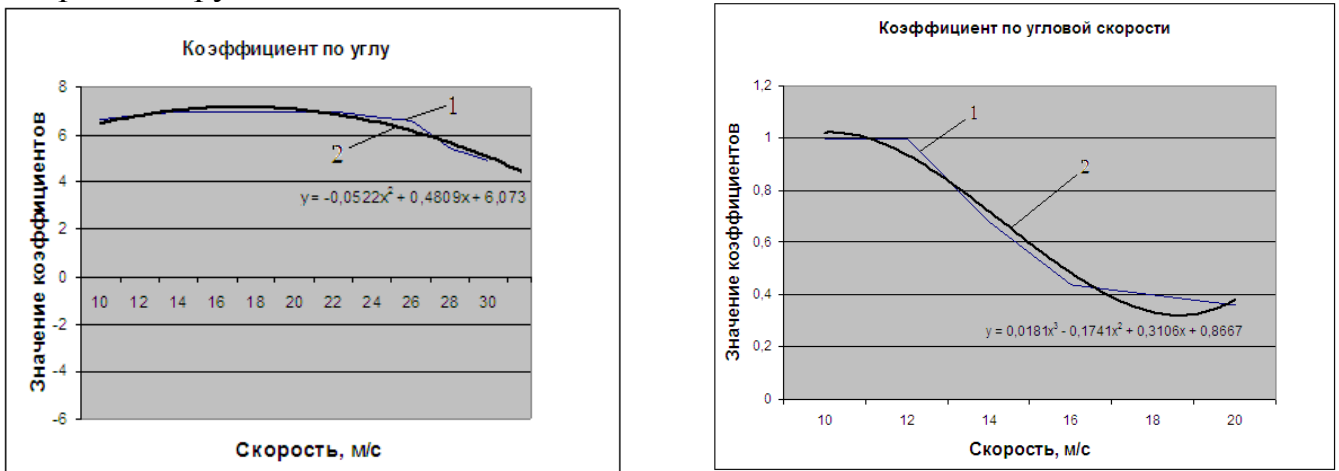 Коэффициент по углу
Значение коэффициентов
8
6
4
2
0
-2
-4
-6
10 12 14 16 18 20 22 24 26 28 30
1
2
y = -0,0522x² + 0,4809x + 6,073
Скорость, м/с
Коэффициент по угловой скорости
Значение коэффициентов
1,2
1
0,8
0,6
0,4
0,2
0
10 12 14 16 18 20
1
2
y = 0,0181x³ - 0,1741x² + 0,3106x + 0,8667
Скорость, м/с